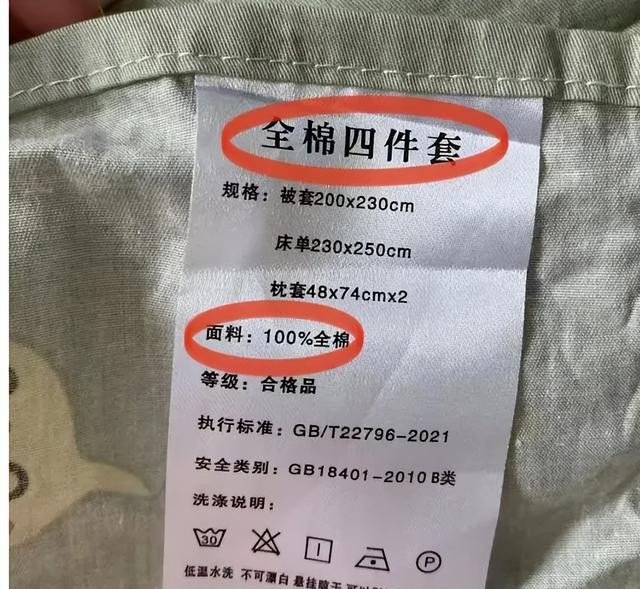 全棉四件套
规格：被套200x230cm
床单230x250cm
枕套48x74cmx2
面料：100%全棉
等级：合格品
执行标准：GB/T22796-2021
安全类别：GB18401-2010 B类
洗涤说明：
30 P
低温水洗 不可漂白 悬挂晾干